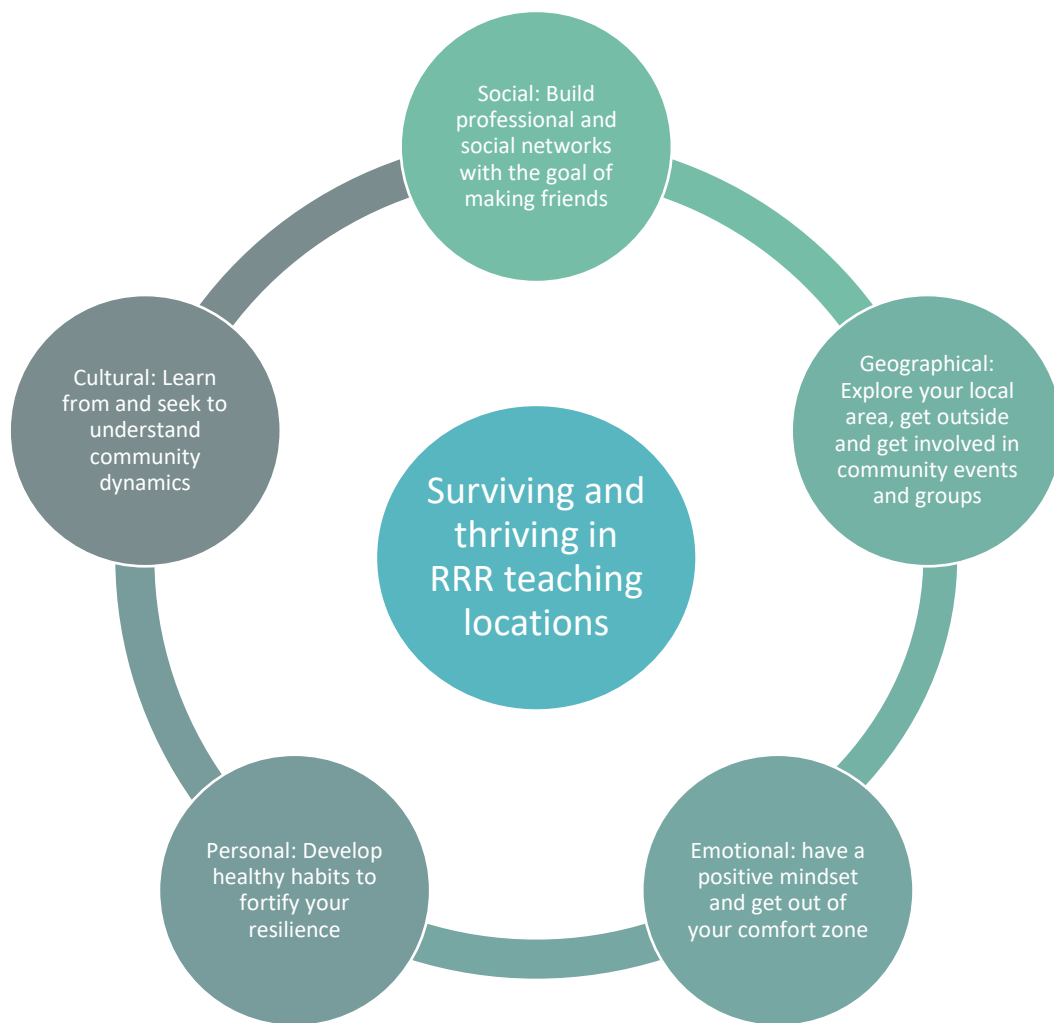 Social: Build
professional and
social networks
with the goal of
making friends
Geographical:
Explore your local
area, get outside
and get involved in
community events
and groups
Emotional: have a
positive mindset
and get out of
your comfort zone
Personal: Develop
healthy habits to
fortify your
resilience
Cultural: Learn
from and seek to
understand
community
dynamics
Surviving and
thriving in
RRR teaching
locations